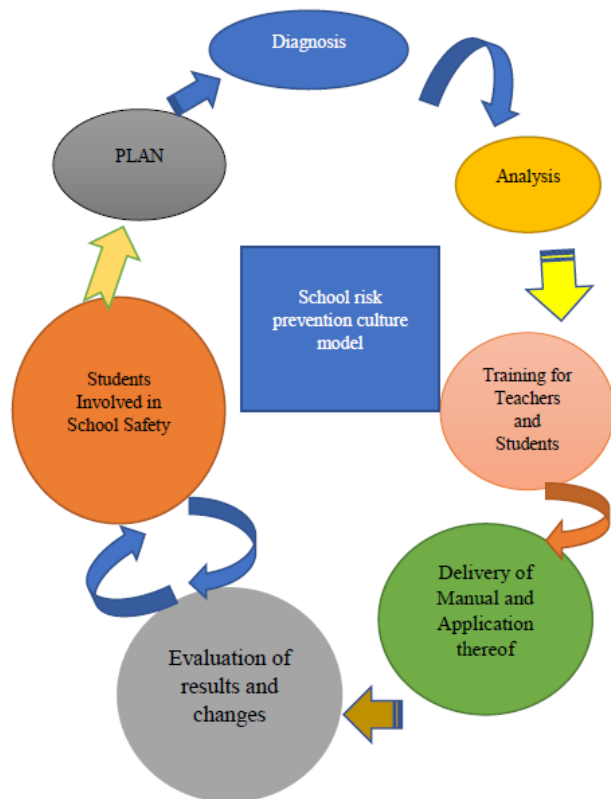 Diagnosis
PLAN
Analysis
School risk
prevention culture
model
Training for
Teachers
and
Students
Students
Involved in
School Safety
Delivery of
Manual and
Application
thereof
Evaluation of
results and
changes